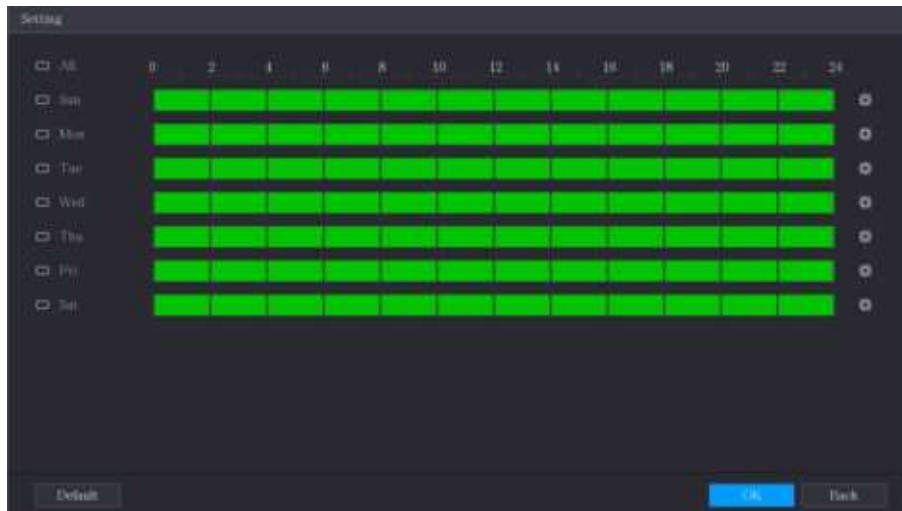 Setting
All 0 2 4 6 8 10 12 14 16 18 20 22 24
Sun
Mon
Tue
Wed
Thu
Fri
Sat
Default OK Back